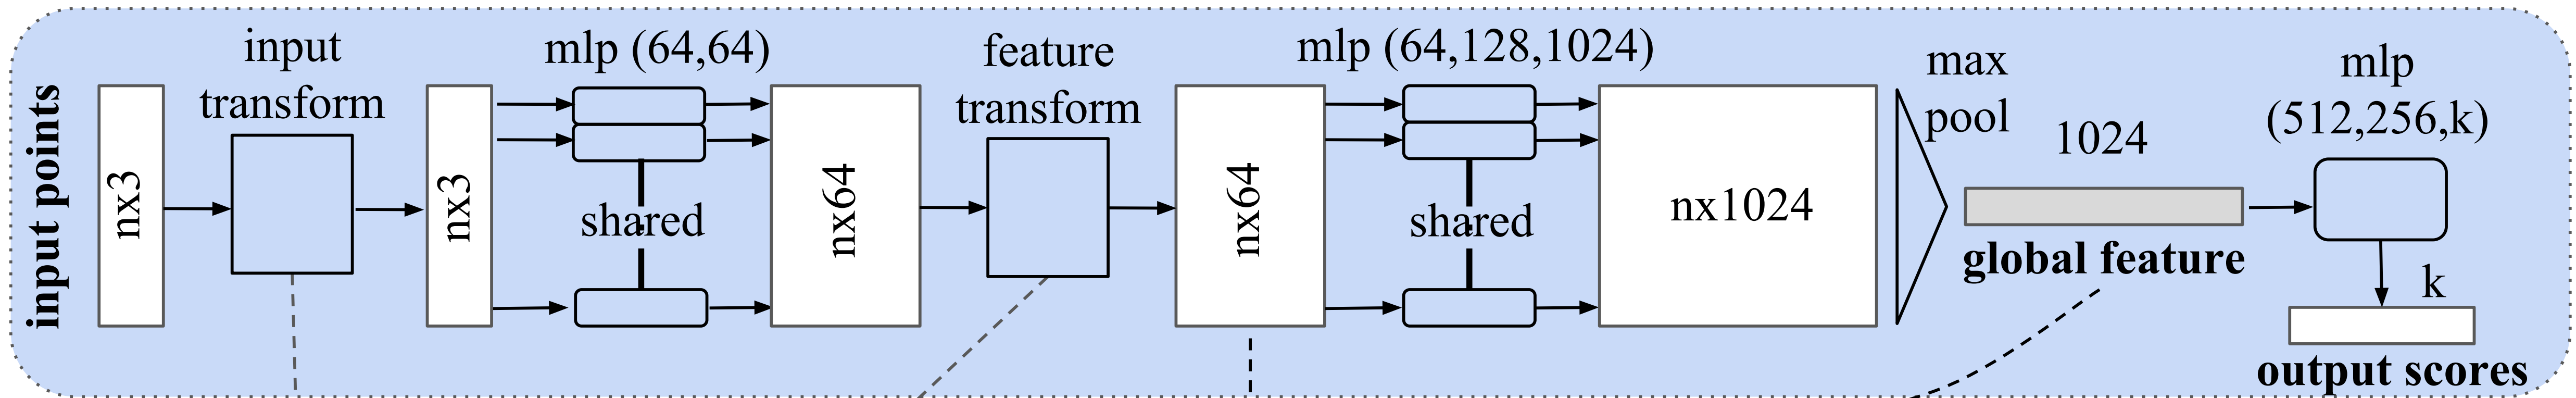 input points
nx3
input
transform
nx3
mlp (64,64)
shared
nx64
feature
transform
nx64
mlp (64,128,1024)
shared
nx1024
max
pool
1024
global feature
mlp
(512,256,k)
k
output scores